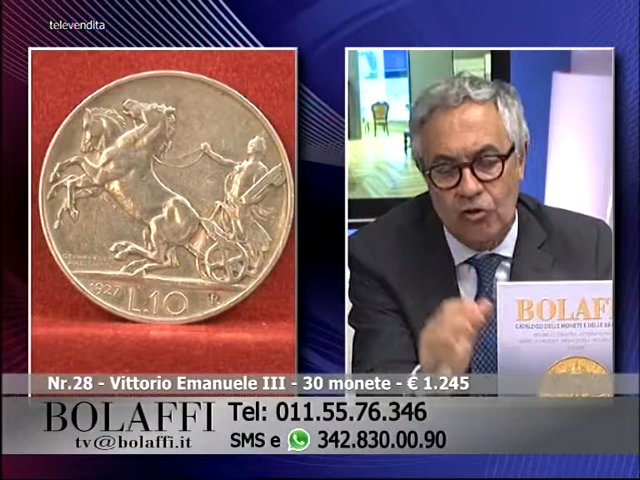 televendita
1927 L.10 R
BOLAFFI
CATALOGO DELLE MONETE E DELLE
Nr.28 - Vittorio Emanuele III - 30 monete - € 1.245
BOLAFFI
tv@bolaffi.it
Tel: 011.55.76.346
SMS e 342.830.00.90